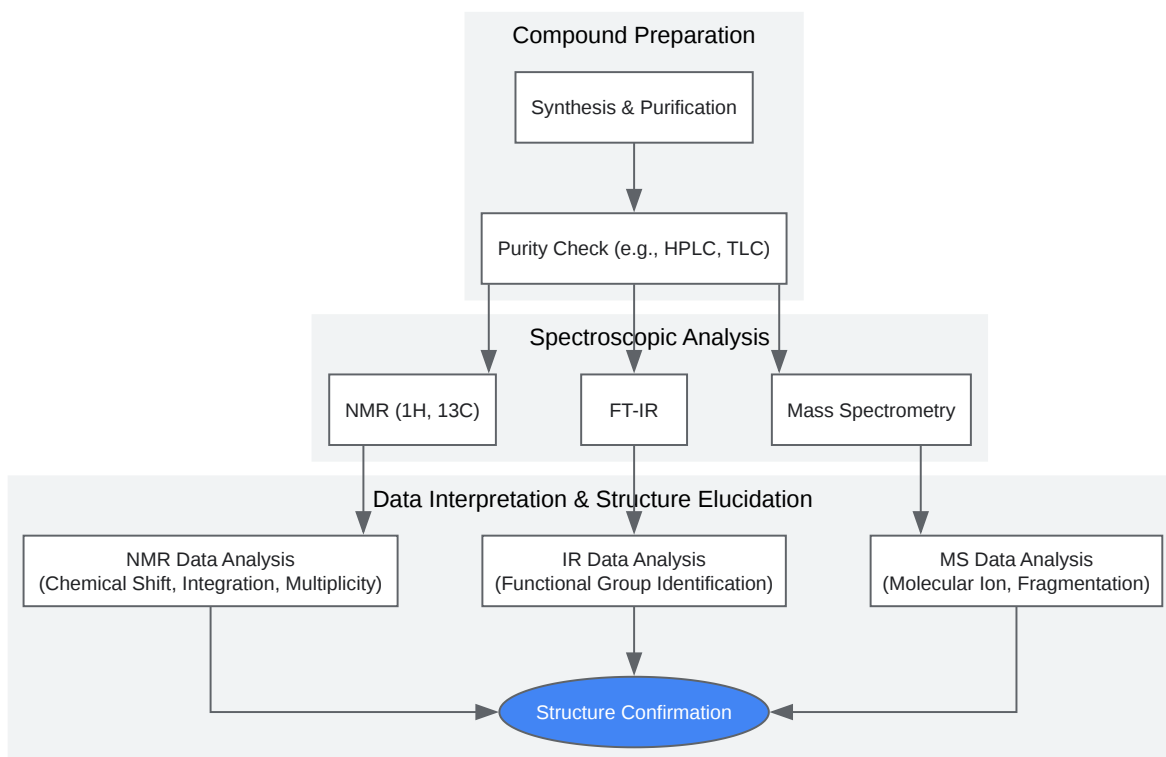 Compound Preparation
Synthesis & Purification
Purity Check (e.g., HPLC, TLC)
Spectroscopic Analysis
NMR (1H, 13C)
FT-IR
Mass Spectrometry
Data Interpretation & Structure Elucidation
NMR Data Analysis
(Chemical Shift, Integration, Multiplicity)
IR Data Analysis
(Functional Group Identification)
MS Data Analysis
(Molecular Ion, Fragmentation)
Structure Confirmation